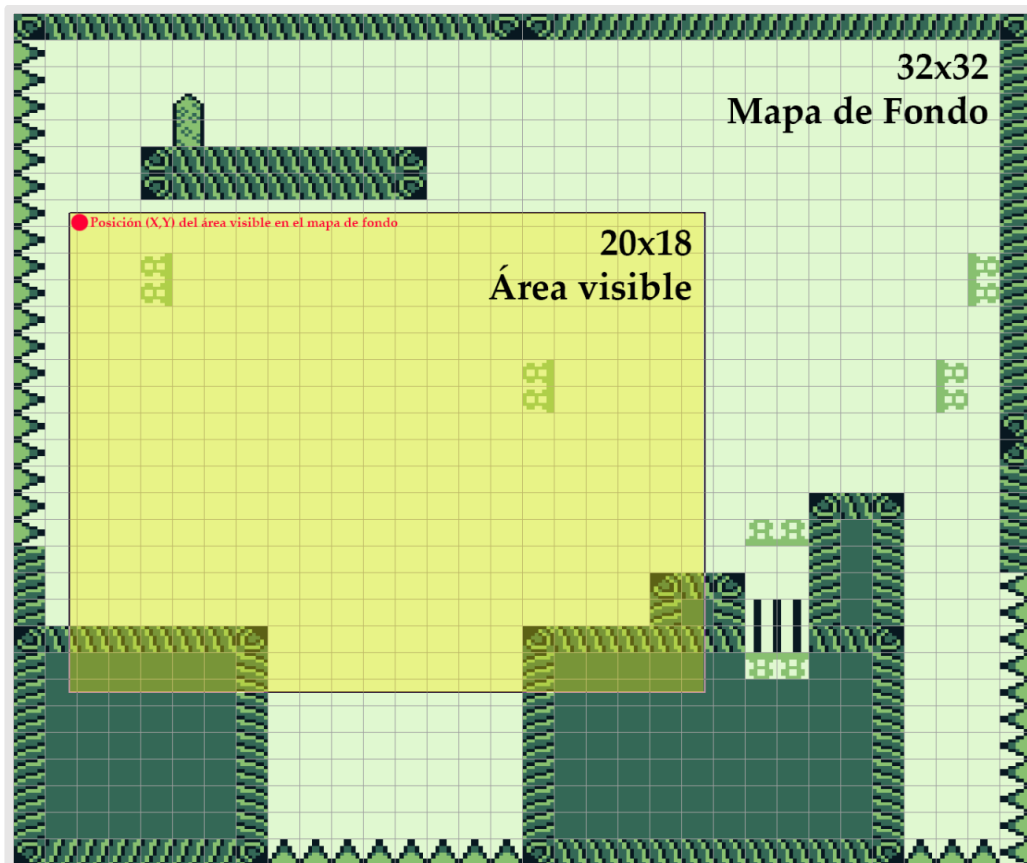 32x32
Mapa de Fondo
Posición (X,Y) del área visible en el mapa de fondo
20x18
Área visible